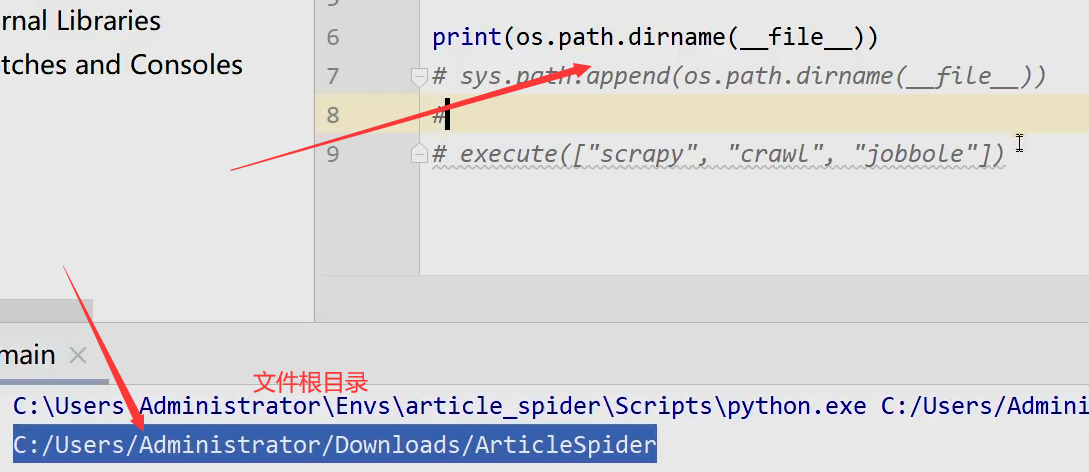 rnal Libraries
tches and Consoles
6 print(os.path.dirname(__file__))
7 # sys.path.append(os.path.dirname(__file__))
8 #
9 # execute(["scrapy", "crawl", "jobbole"])
main
文件根目录
C:\Users\Administrator\Envs\article_spider\Scripts\python.exe C:/Users/Admini
C:/Users/Administrator/Downloads/ArticleSpider